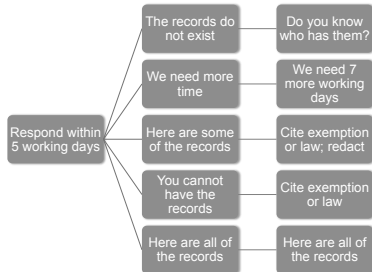 Respond within
5 working days
The records do
not exist
Do you know
who has them?
We need more
time
We need 7
more working
days
Here are some
of the records
Cite exemption
or law; redact
You cannot
have the
records
Cite exemption
or law
Here are all of
the records
Here are all of
the records